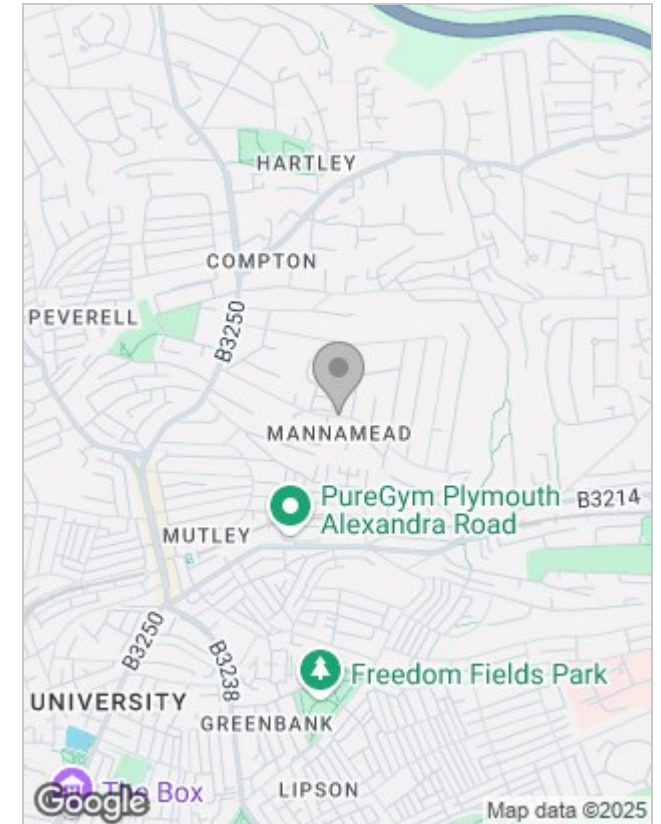 HARTLEY
COMPTON
PEVERELL
B3250
MANNAMEAD
PureGym Plymouth
Alexandra Road
B3214
MUTLEY
B3250
B3238
Freedom Fields Park
UNIVERSITY
GREENBANK
The Box
LIPSON
Google
Map data ©2025